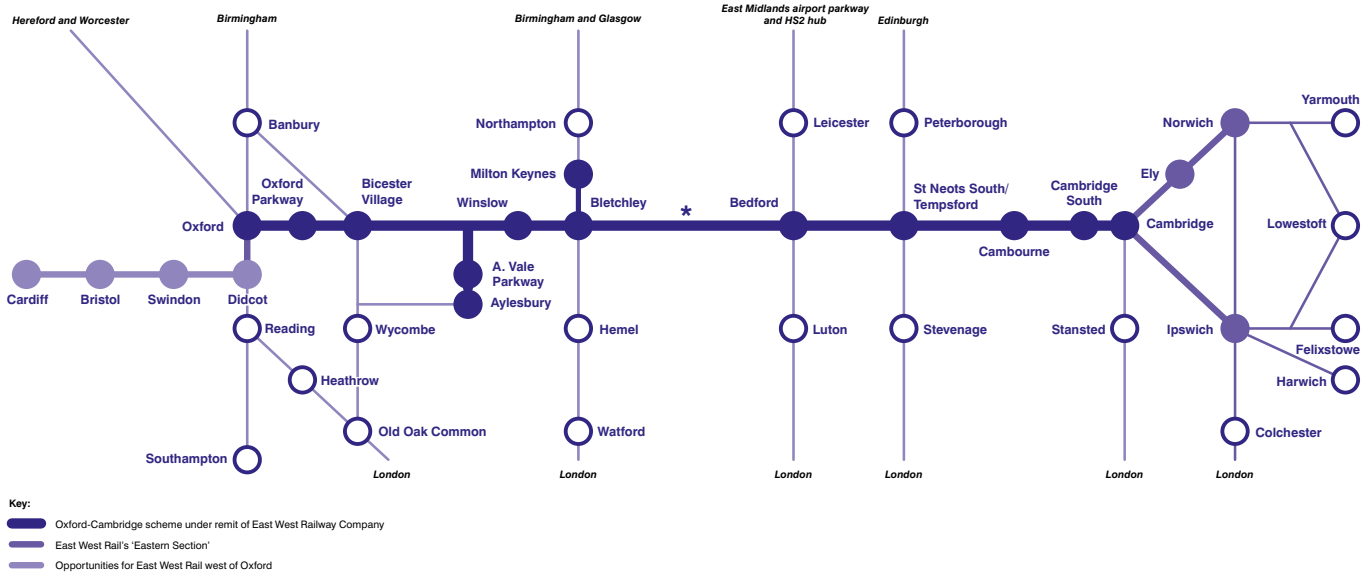 Hereford and Worcester
Birmingham
Birmingham and Glasgow
East Midlands airport parkway
and HS2 hub
Edinburgh
Banbury
Northampton
Leicester
Peterborough
Norwich
Yarmouth
Milton Keynes
Ely
Oxford
Parkway
Bicester
Village
Winslow
Bletchley
*
Bedford
St Neots South/
Tempsford
Cambridge
South
Oxford
Cambourne
Cambridge
Lowestoft
Cardiff
Bristol
Swindon
Didcot
A. Vale
Parkway
Aylesbury
Reading
Wycombe
Hemel
Luton
Stevenage
Stansted
Ipswich
Felixstowe
Heathrow
Harwich
Old Oak Common
Watford
Colchester
Southampton
London
London
London
London
London
London
Key:
Oxford-Cambridge scheme under remit of East West Railway Company
East West Rail's 'Eastern Section'
Opportunities for East West Rail west of Oxford